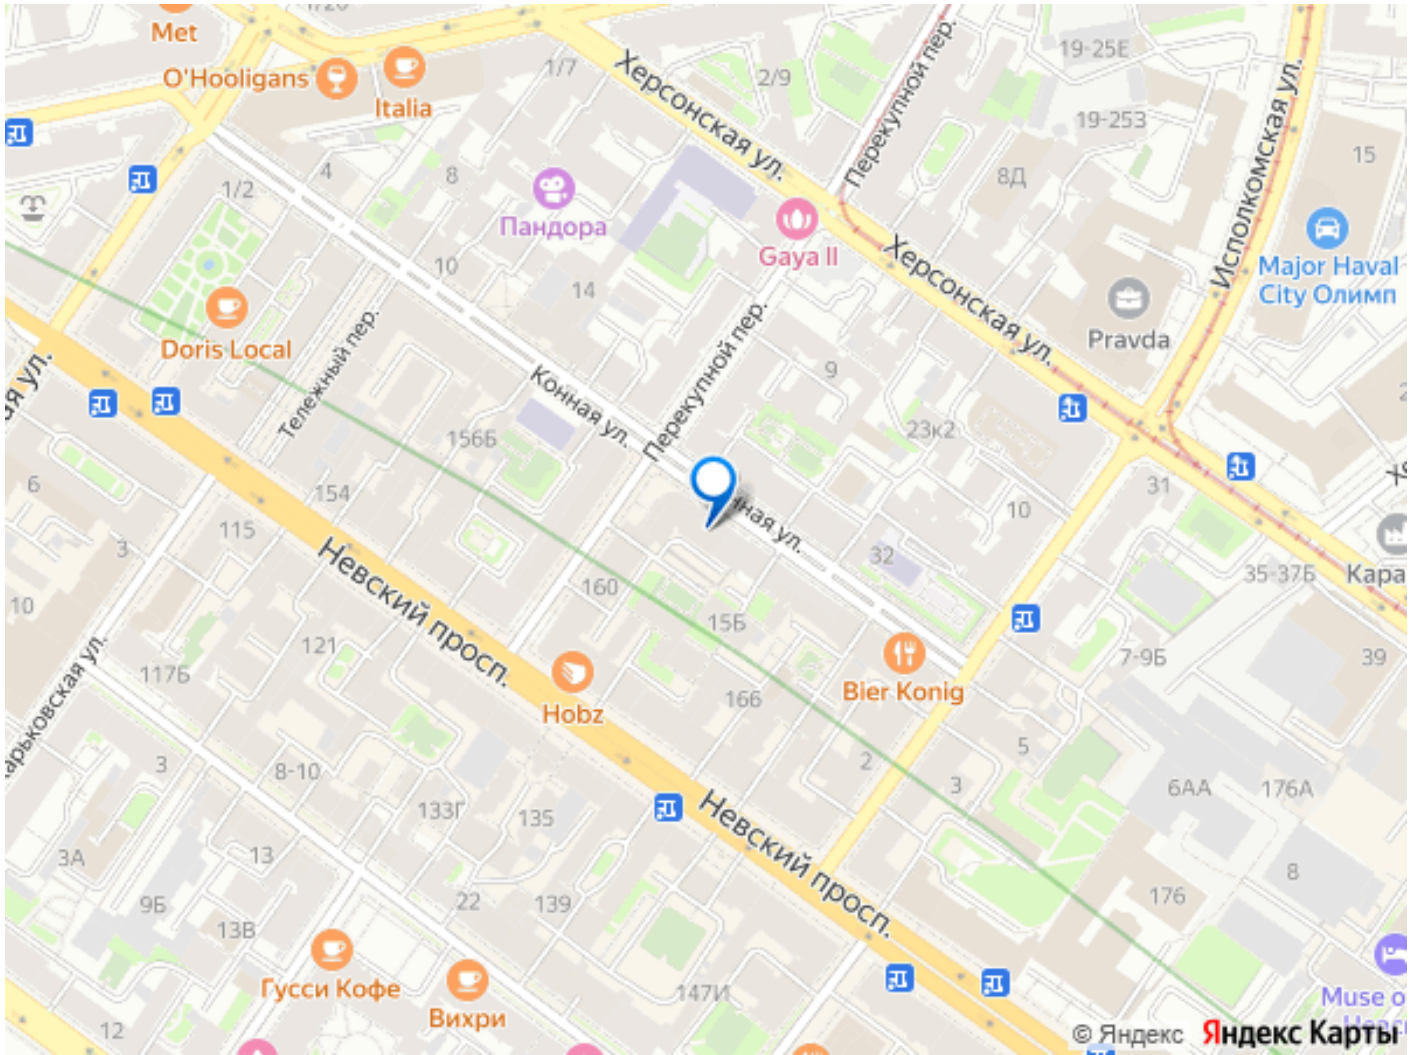 1/20
Met
O'Hooligans
Italia
1/7
2/9
Херсонская ул.
Перекупной пер.
19-25Е
19-253
Исполкомская ул.
15
8Д
1/2
4
8
Пандора
Gaya II
10
14
Херсонская ул.
Major Haval
City Олимп
Pravda
Doris Local
Тележный пер.
Конная ул.
Перекупной пер.
9
156Б
23к2
6
154
115
3
31
10
32
нная ул.
Невский просп.
160
15Б
35-37Б
10
121
117Б
7-9Б
39
Bier Konig
166
Hobz
арьковская ул.
3
8-10
133Г
135
2
3
5
6АА
176А
Невский просп.
3А
13
9Б
13В
22
139
176
8
Гусси Кофе
Вихри
147И
12
Muse o
© Яндекс Яндекс Карты